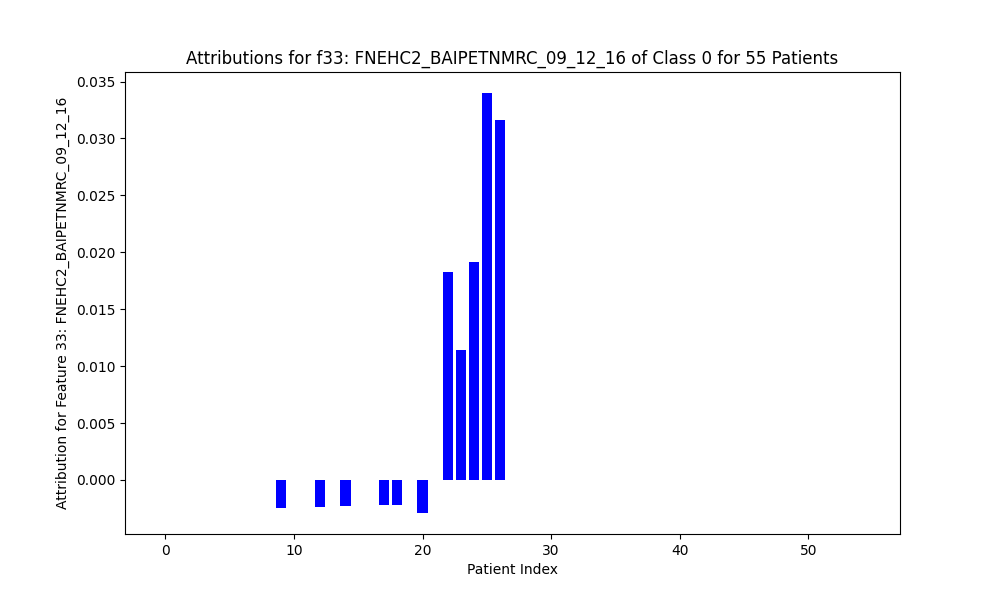 Attributions for f33: FNEHC2_BAIPETNMRC_09_12_16 of Class 0 for 55 Patients
Attribution for Feature 33: FNEHC2_BAIPETNMRC_09_12_16
0.035
0.030
0.025
0.020
0.015
0.010
0.005
0.000
0 10 20 30 40 50
Patient Index